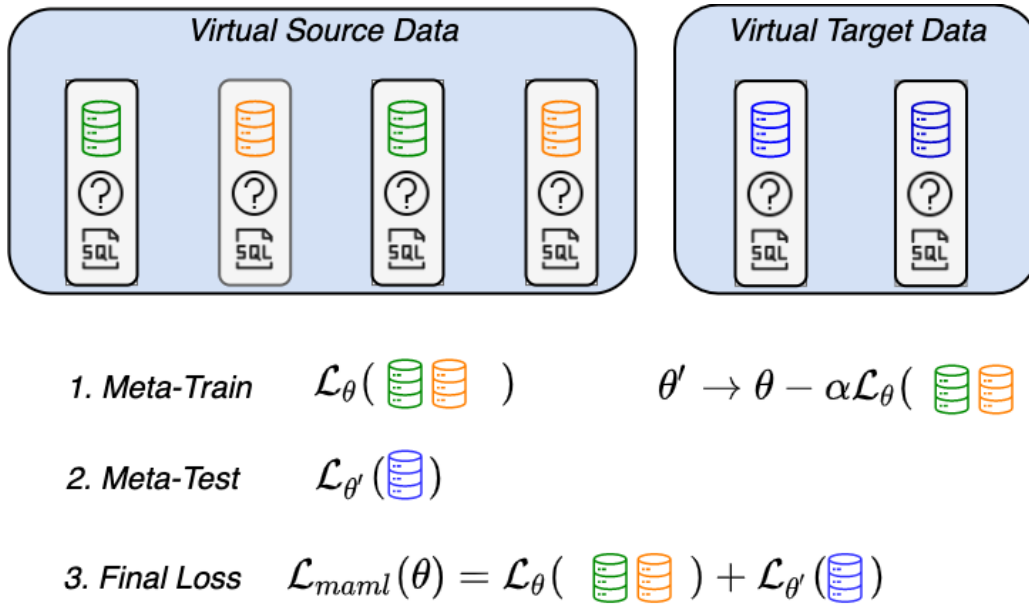 Virtual Source Data
Virtual Target Data
? ? ? ? ? ?
SQL SQL SQL SQL SQL SQL
1. Meta-Train ℒθ( ) θ′ → θ − αℒθ(
2. Meta-Test ℒθ′( )
3. Final Loss ℒmaml(θ) = ℒθ( ) + ℒθ′( )